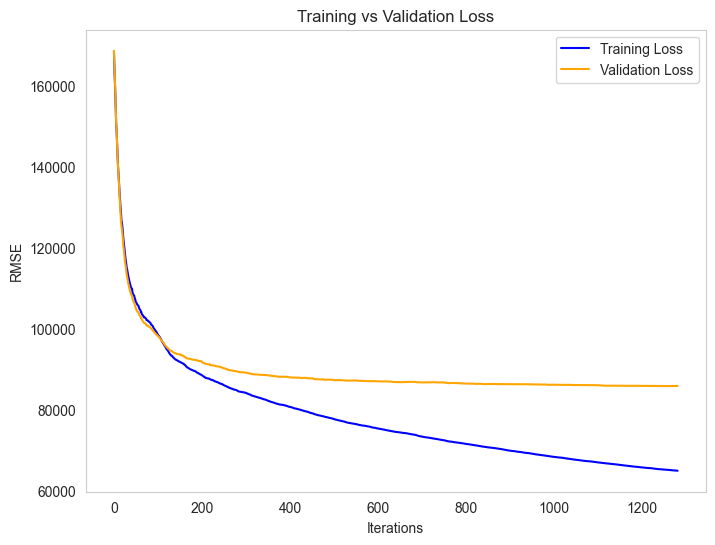 Training vs Validation Loss
Training Loss
Validation Loss
160000
140000
120000
100000
80000
60000
RMSE
0
200
400
600
800
1000
1200
Iterations